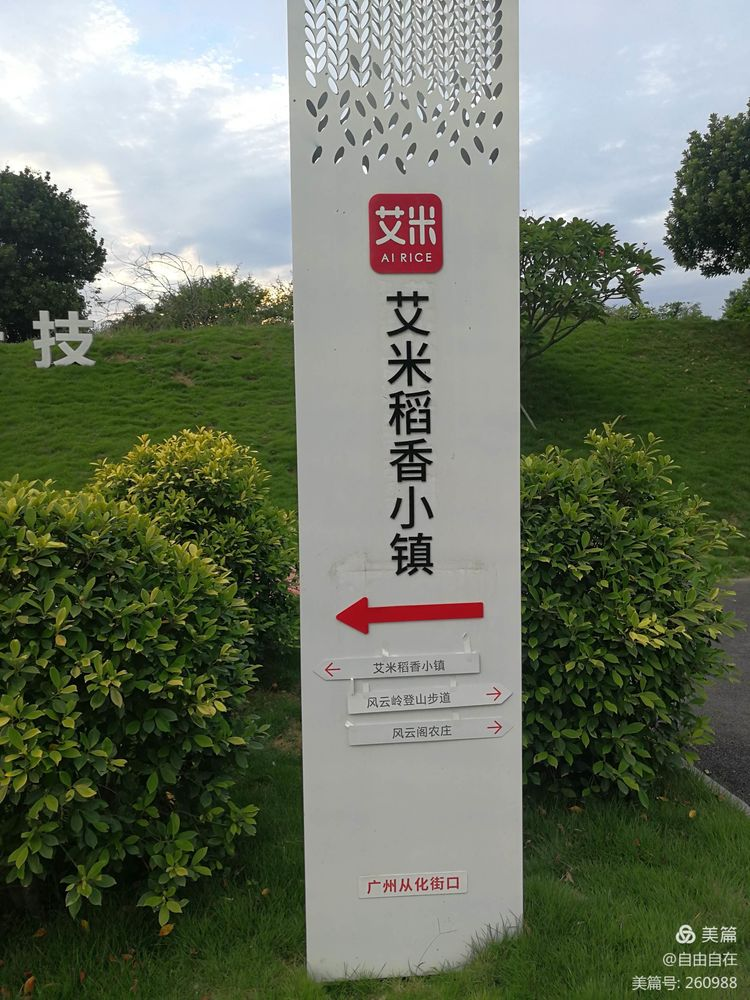 艾米
AI RICE
艾米稻香小镇
技
艾米稻香小镇
风云岭登山步道
风云阁农庄
广州从化街口
美篇
@自由自在
美篇号: 260988